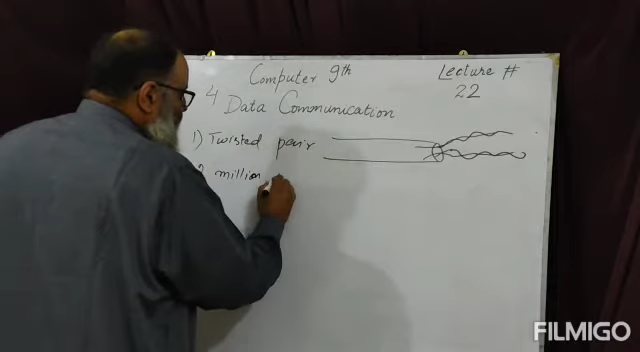 Computer 9th
Lecture #
22
4 Data Communication
1) Twisted pair
million
FILMIGO